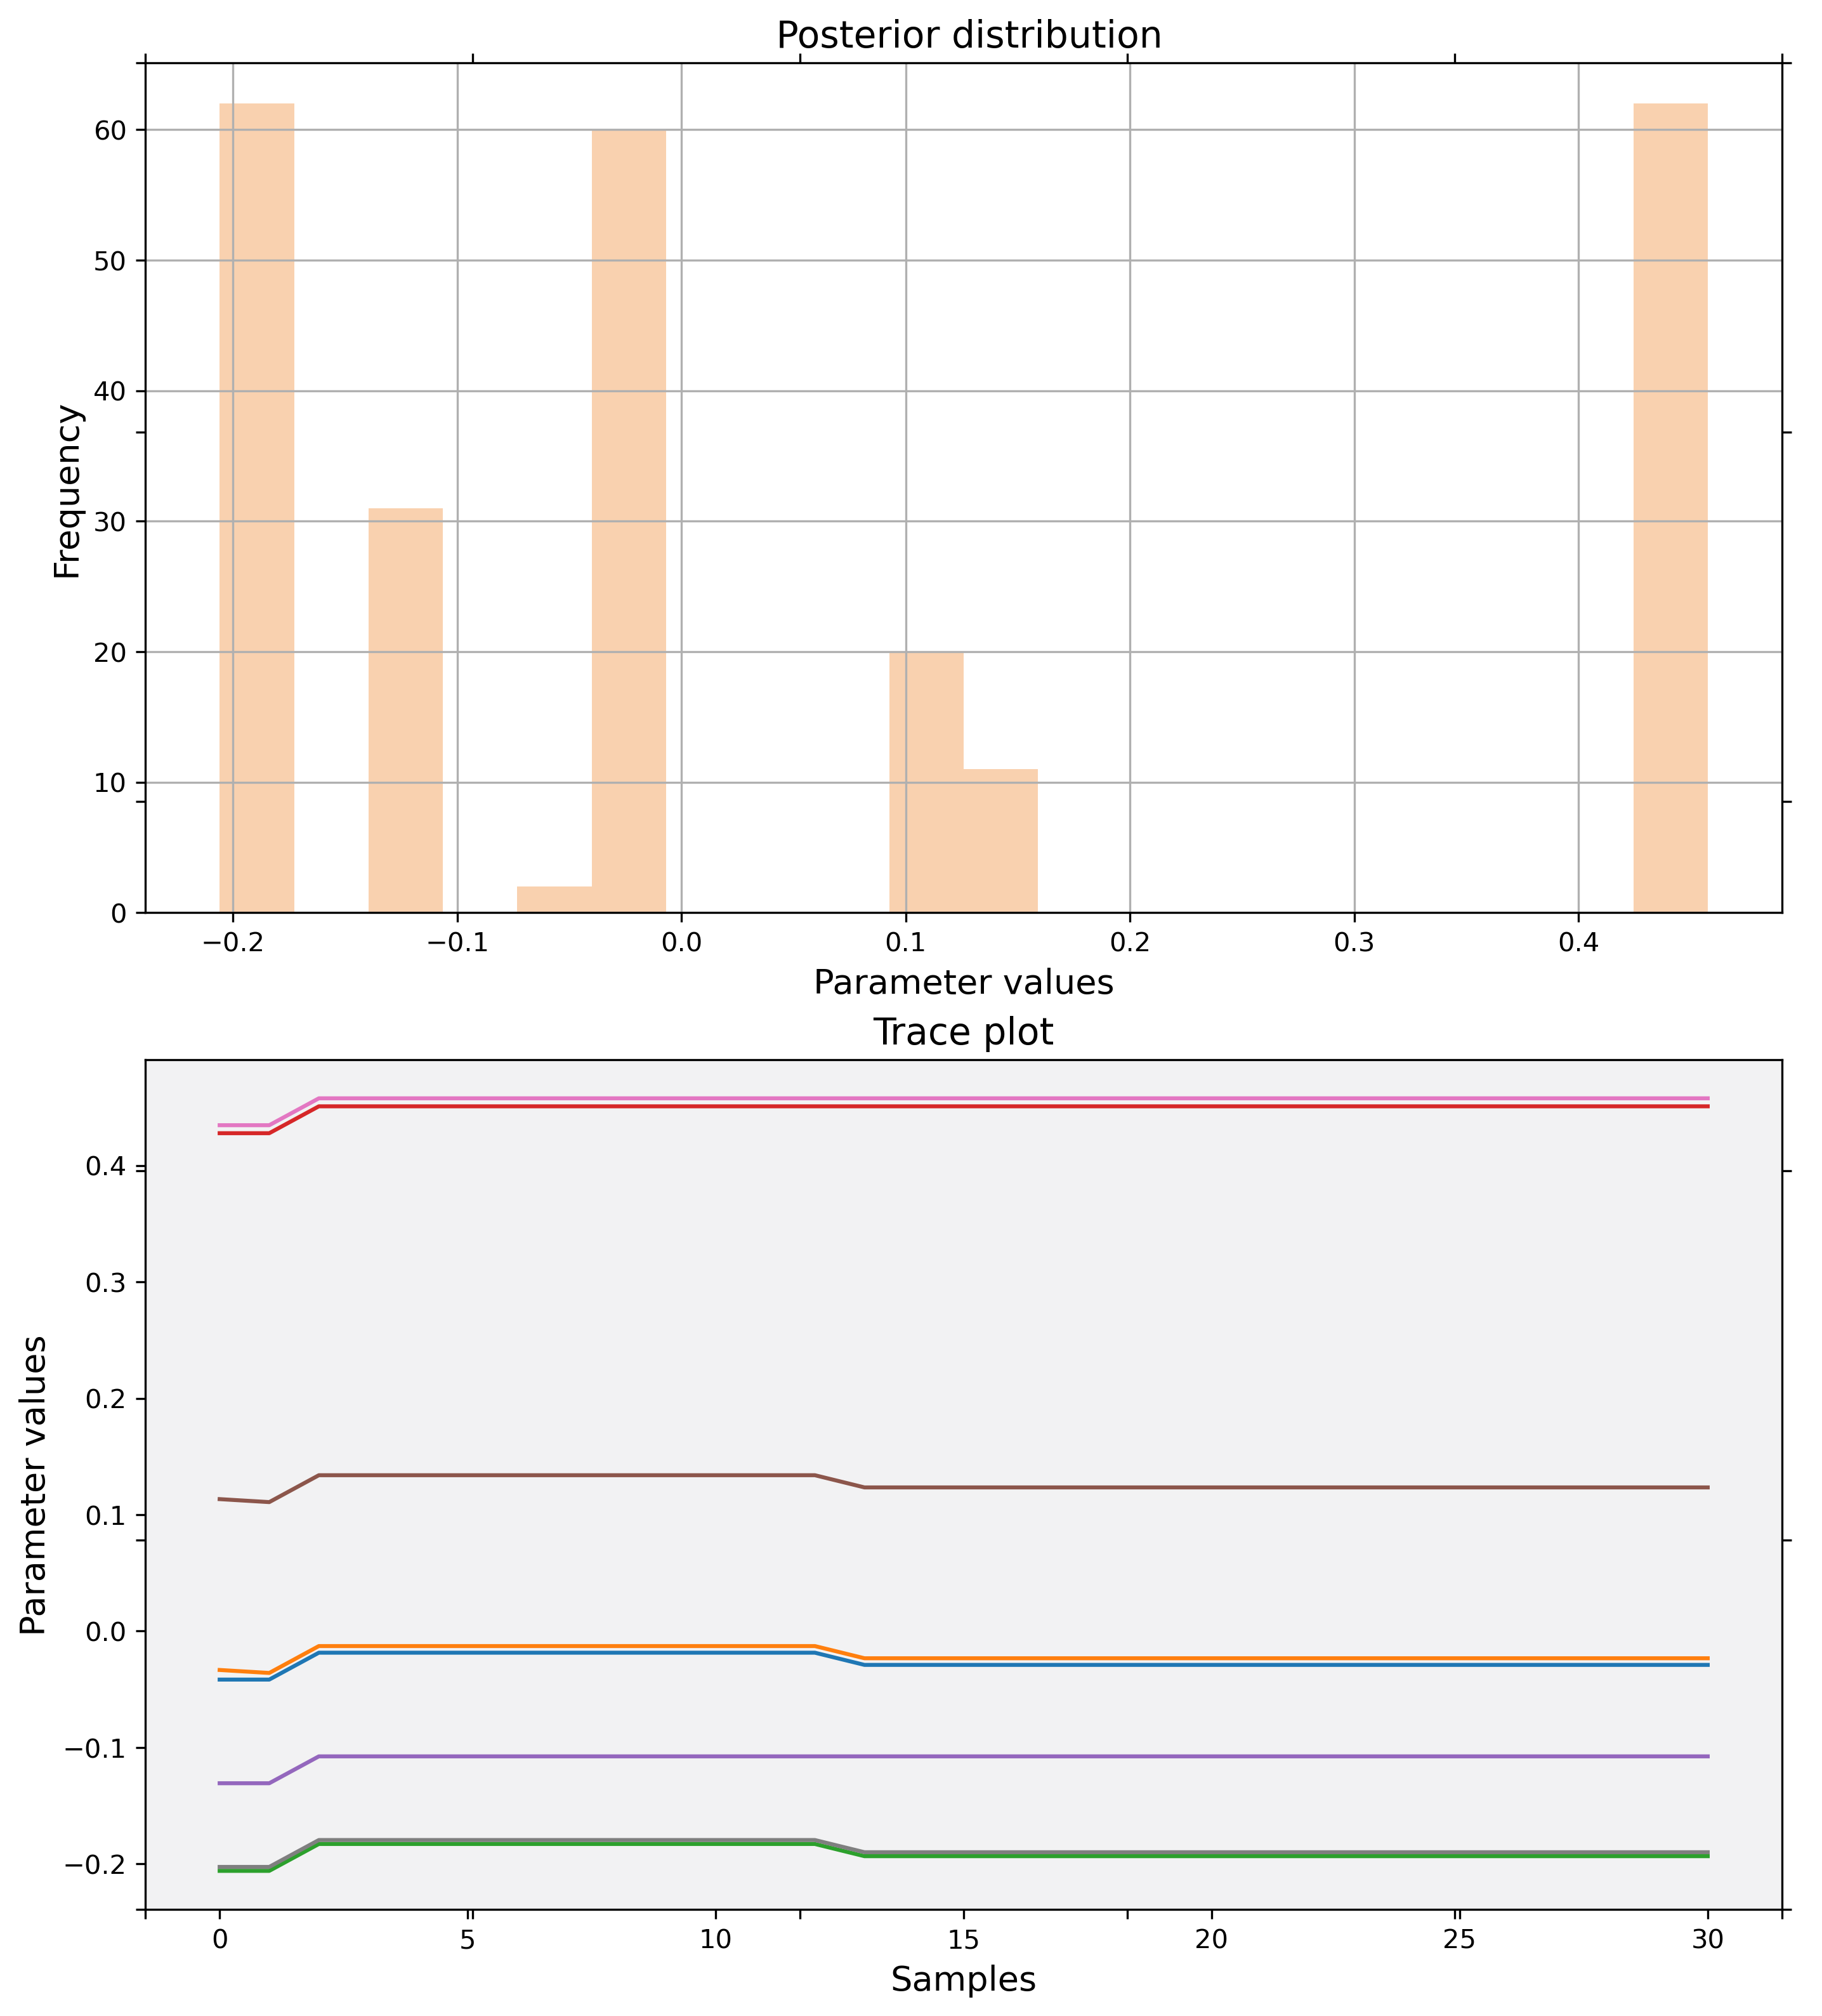 Posterior distribution
Frequency
60
50
40
30
20
10
0
−0.2 −0.1 0.0 0.1 0.2 0.3 0.4
Parameter values
Trace plot
Parameter values
0.4
0.3
0.2
0.1
0.0
−0.1
−0.2
0 5 10 15 20 25 30
Samples